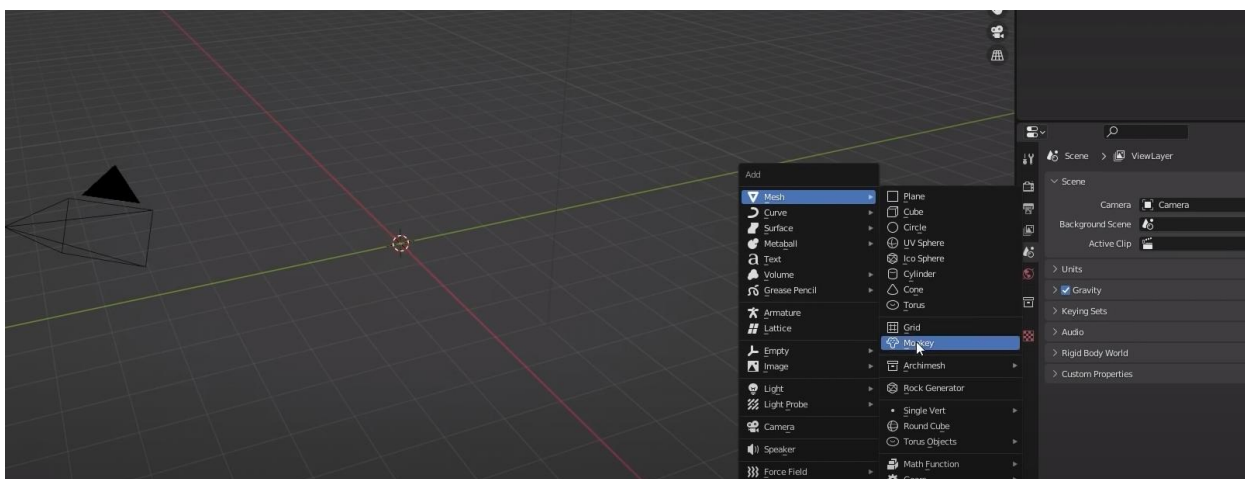 Add
Mesh
Curve
Surface
Metaball
Text
Volume
Grease Pencil
Armature
Lattice
Empty
Image
Light
Light Probe
Camera
Speaker
Force Field
Plane
Cube
Circle
UV Sphere
Ico Sphere
Cylinder
Cone
Torus
Grid
Monkey
Archimesh
Rock Generator
Single Vert
Round Cube
Torus Objects
Math Function
Scene > ViewLayer
Scene
Camera Camera
Background Scene
Active Clip
Units
Gravity
Keying Sets
Audio
Rigid Body World
Custom Properties